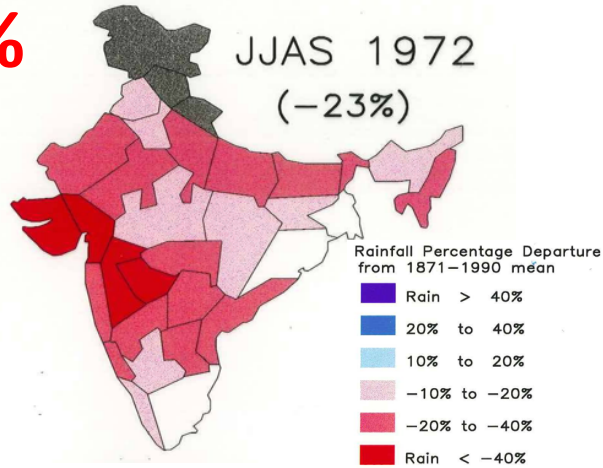 %
JJAS 1972
(−23%)
Rainfall Percentage Departure
from 1871−1990 mean
Rain > 40%
20% to 40%
10% to 20%
−10% to −20%
−20% to −40%
Rain < −40%